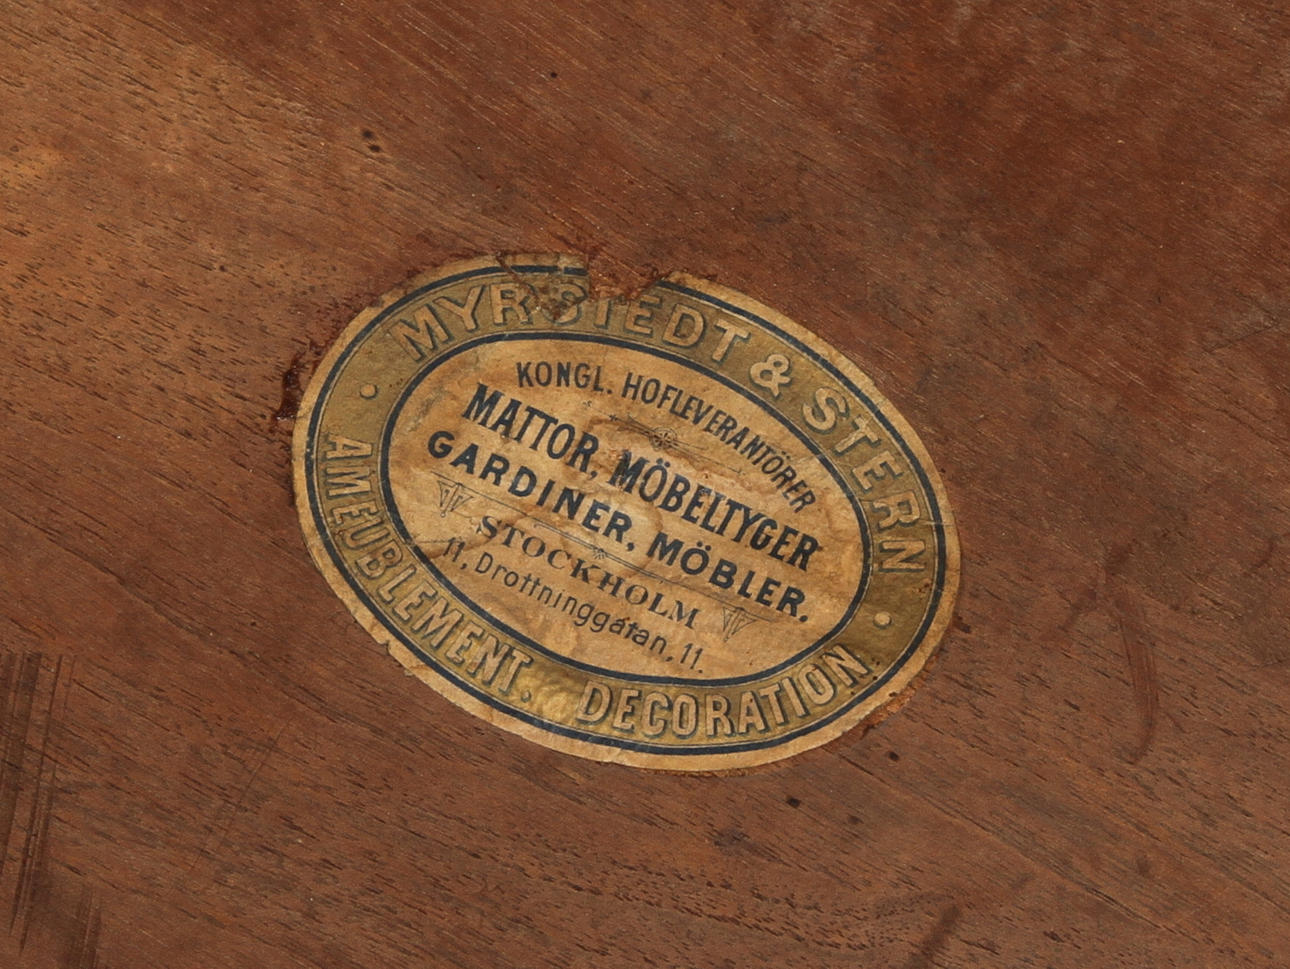 MYRSTEDT & STERN
KONGL. HOFLEVERANTÖRER
MATTOR, MÖBELTYGER
GARDINER, MÖBLER.
STOCKHOLM
11, Drottninggatan, 11.
AMEUBLEMENT. DECORATION